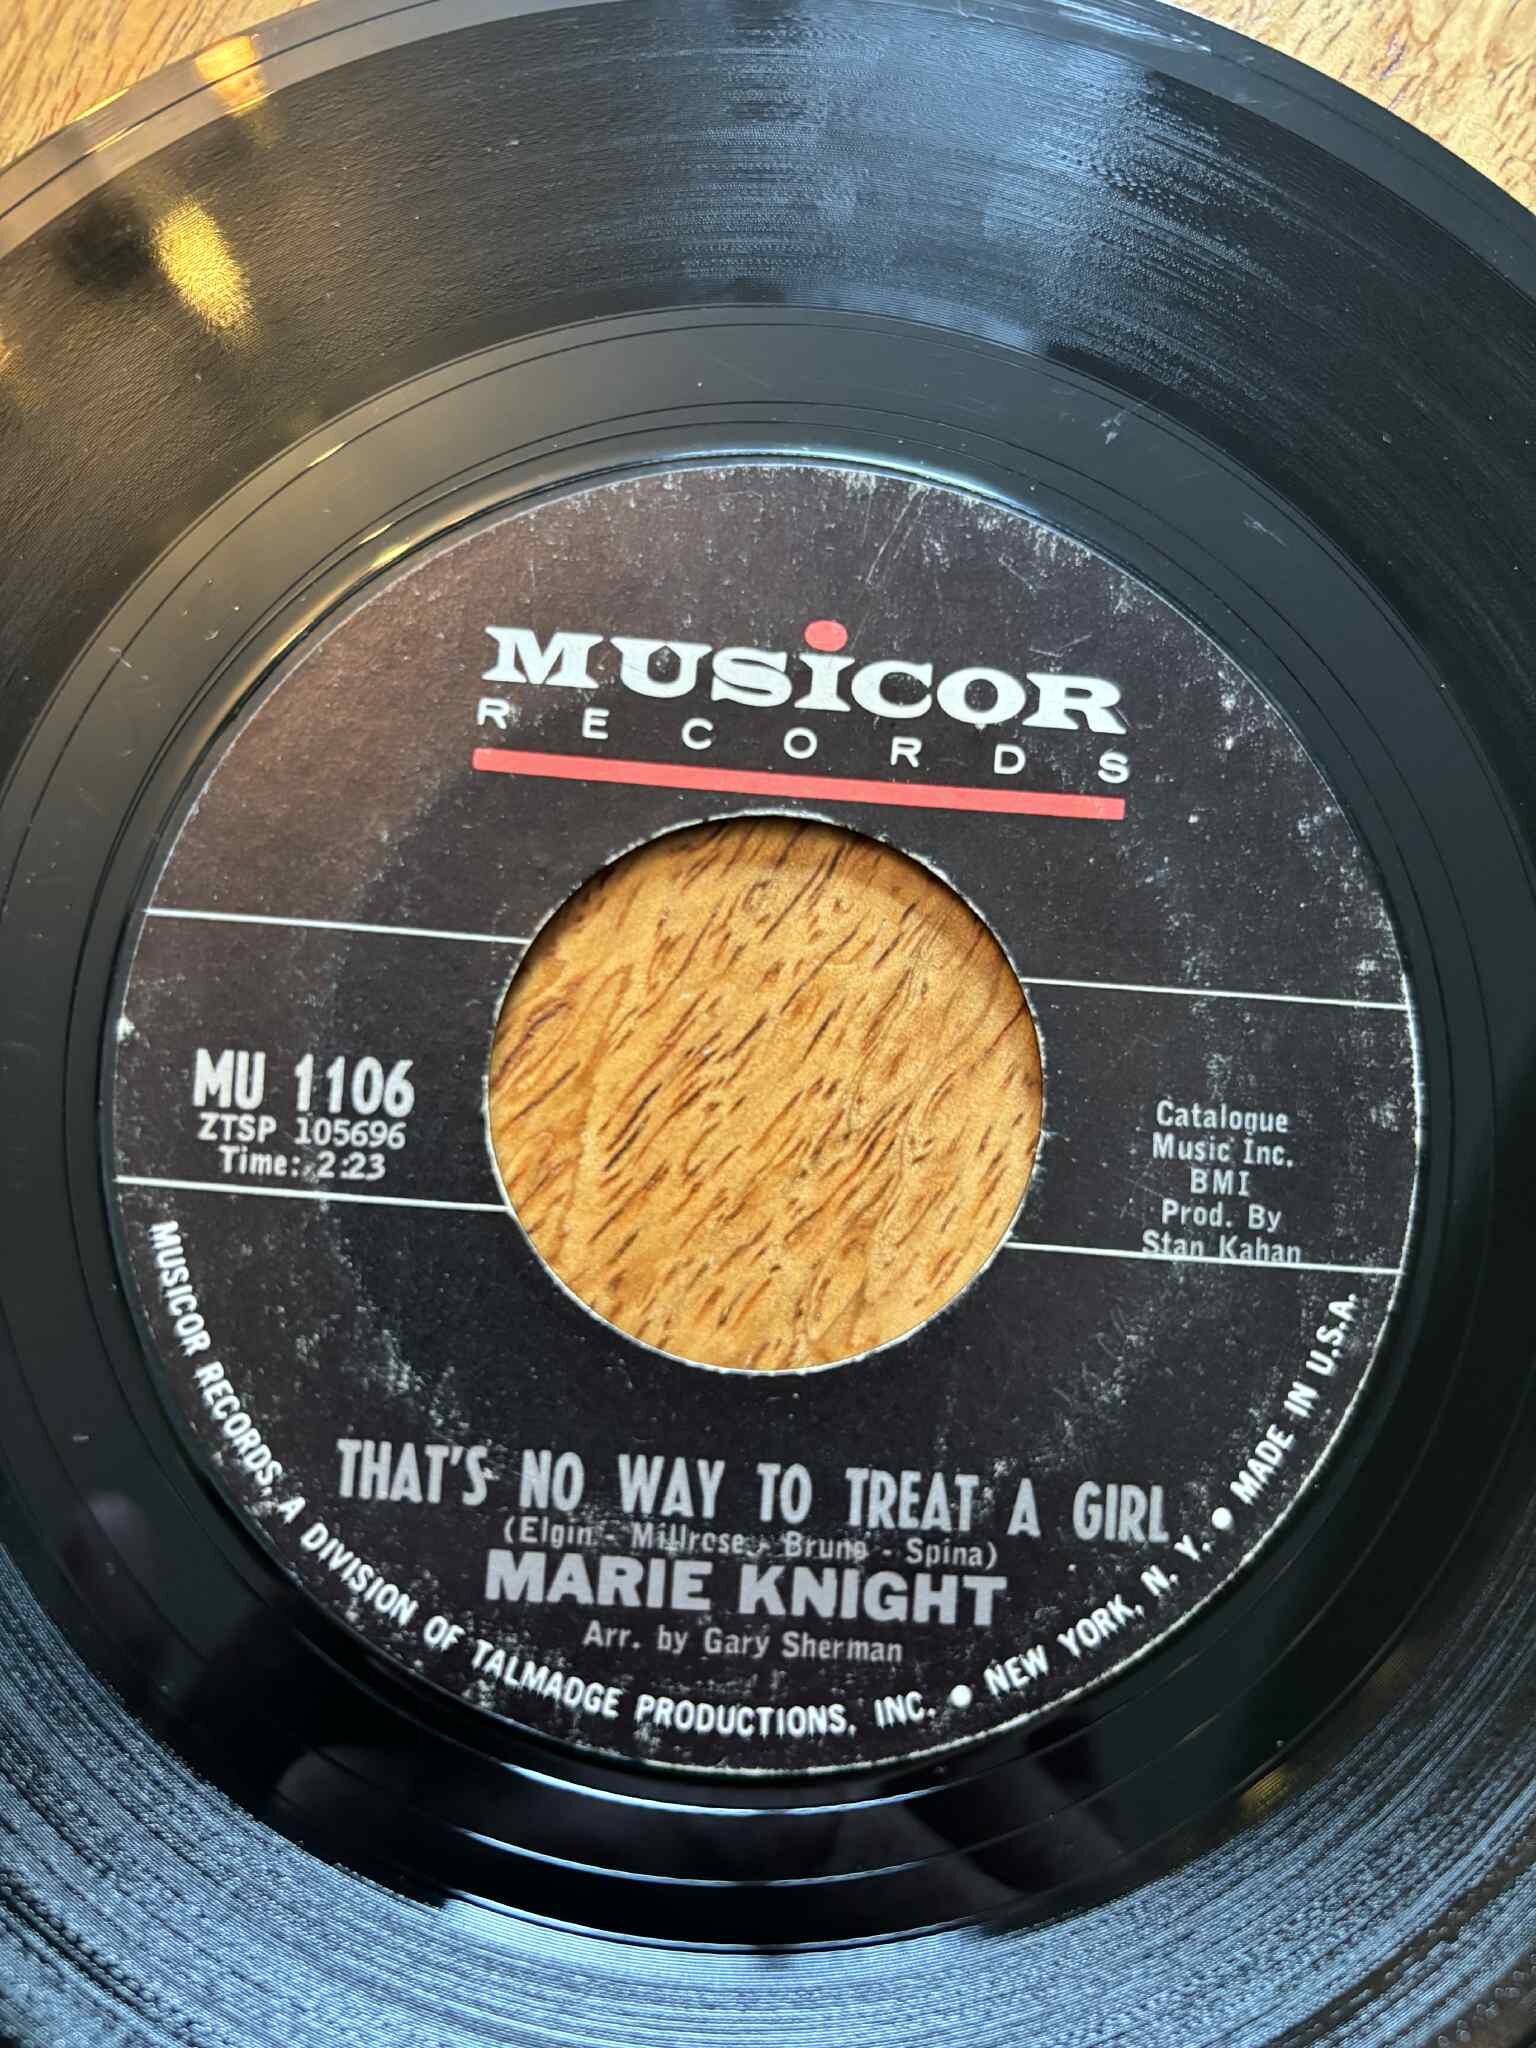 MUSiCOR
RECORDS
MU 1106
ZTSP 105696
Time: 2:23
Catalogue
Music Inc.
BMI
Prod. By
Stan Kahan
THAT'S NO WAY TO TREAT A GIRL
(Elgin - Millrose - Bruno - Spina)
MARIE KNIGHT
Arr. by Gary Sherman
MUSICOR RECORDS, A DIVISION OF TALMADGE PRODUCTIONS, INC. • NEW YORK, N. Y. • MADE IN U.S.A.